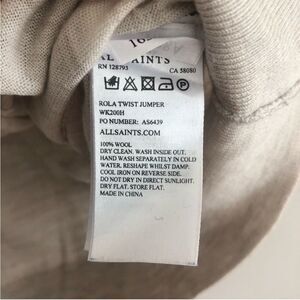 RN 128793 CA 38080
ROLA TWIST JUMPER
WK200H
PO NUMBER: AS6439
ALLSAINTS.COM
100% WOOL
DRY CLEAN. WASH INSIDE OUT.
HAND WASH SEPARATELY IN COLD
WATER. RESHAPE WHILST DAMP.
COOL IRON ON REVERSE SIDE.
DO NOT DRY IN DIRECT SUNLIGHT.
DRY FLAT. STORE FLAT.
MADE IN CHINA